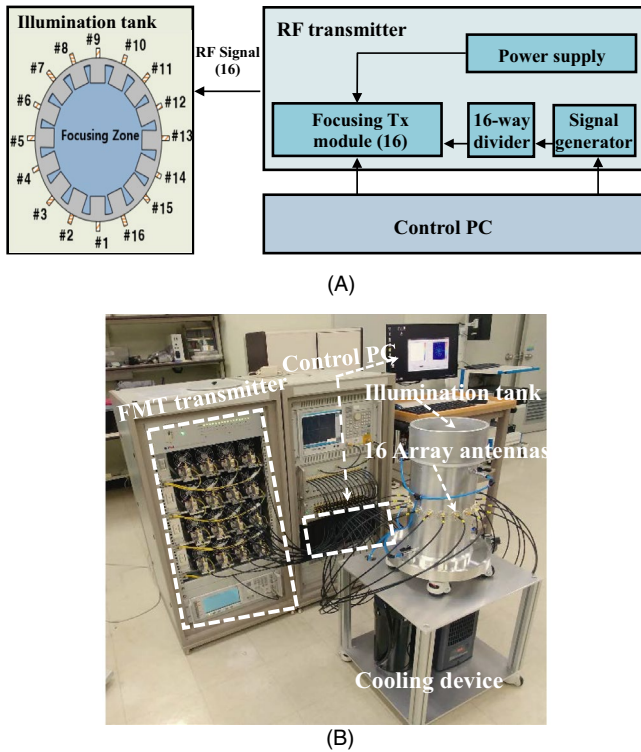 Illumination tank
#9
#8
#10
#7
#11
#6
#12
#5
Focusing Zone
#13
#4
#14
#3
#15
#2
#16
#1
RF Signal
(16)
RF transmitter
Power supply
Focusing Tx
module (16)
16-way
divider
Signal
generator
Control PC
(A)
Control PC
FMT transmitter
Illumination tank
16 Array antennas
Cooling device
(B)